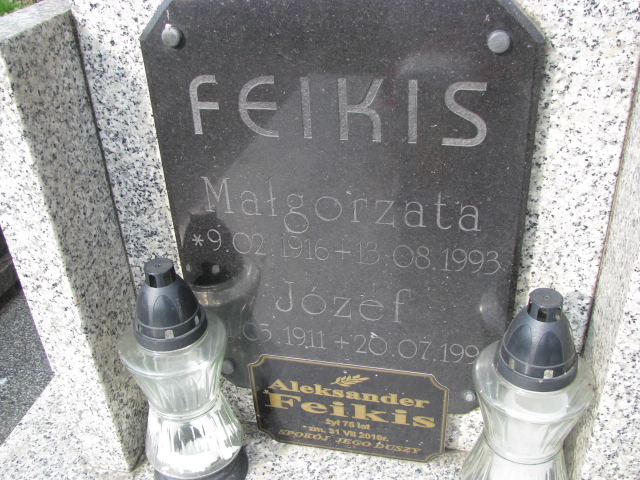 FEIKIS
Małgorzata
*9.02.1916+13.08.1993
Józef
05.1911+20.07.199
Aleksander
Feikis
żył 75 lat
zm. 31 VII 2018r.
SPOKÓJ JEGO DUSZY